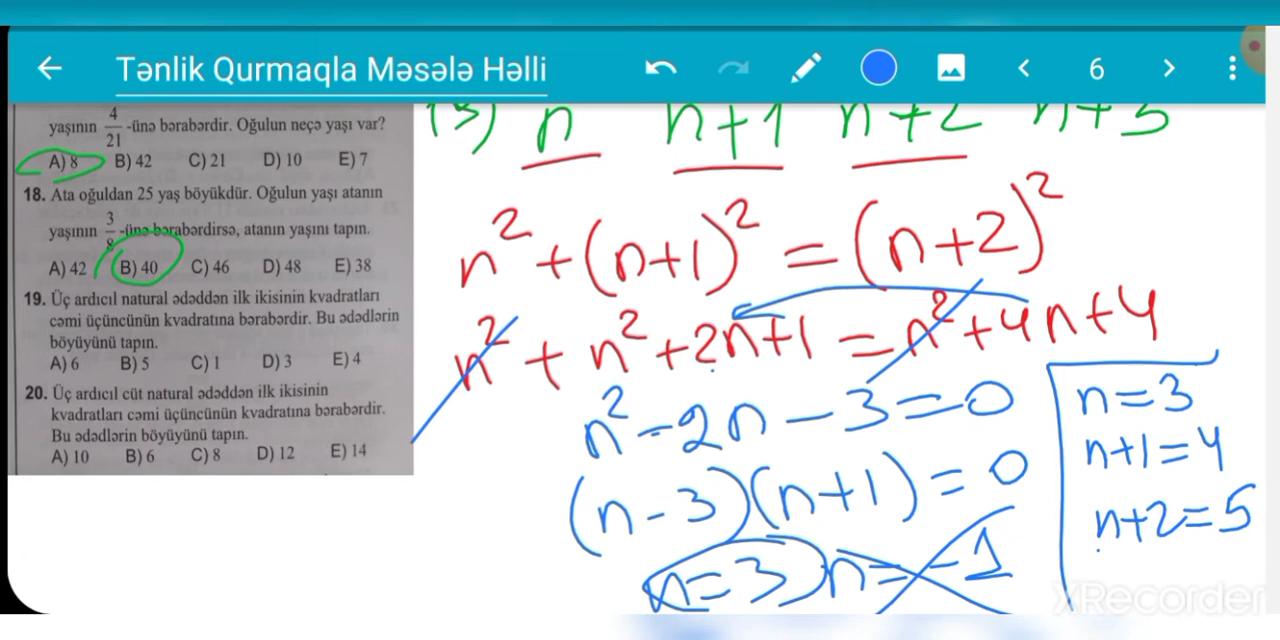 Tənlik Qurmaqla Məsələ Həlli
6
yaşının 4/21 -ünə bərabərdir. Oğulun neçə yaşı var?
A) 8 B) 42 C) 21 D) 10 E) 7
18. Ata oğuldan 25 yaş böyükdür. Oğulun yaşı atanın
yaşının 3/8 -ünə bərabərdirsə, atanın yaşını tapın.
A) 42 B) 40 C) 46 D) 48 E) 38
19. Üç ardıcıl natural ədəddən ilk ikisinin kvadratları
cəmi üçüncünün kvadratına bərabərdir. Bu ədədlərin
böyüyünü tapın.
A) 6 B) 5 C) 1 D) 3 E) 4
20. Üç ardıcıl cüt natural ədəddən ilk ikisinin
kvadratları cəmi üçüncünün kvadratına bərabərdir.
Bu ədədlərin böyüyünü tapın.
A) 10 B) 6 C) 8 D) 12 E) 14
n n+1 n+2
n² + (n+1)² = (n+2)²
n² + n² + 2n + 1 = n² + 4n + 4
n² - 2n - 3 = 0
(n - 3)(n + 1) = 0
n = 3 n = -1
n = 3
n+1 = 4
n+2 = 5
XRecorder